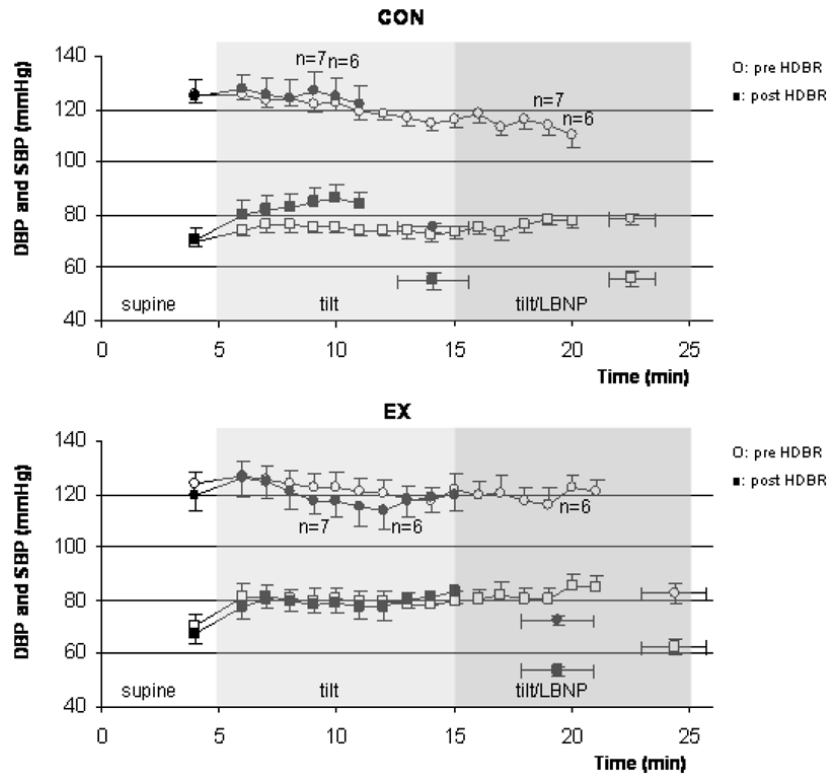 CON
140
n=7 n=6
120
n=7
n=6
100
80
60
40
DBP and SBP (mmHg)
supine
tilt
tilt/LBNP
0
5
10
15
20
25
Time (min)
○: pre HDBR
■: post HDBR
EX
140
120
n=7
n=6
n=6
100
80
60
40
DBP and SBP (mmHg)
supine
tilt
tilt/LBNP
0
5
10
15
20
25
Time (min)
○: pre HDBR
■: post HDBR